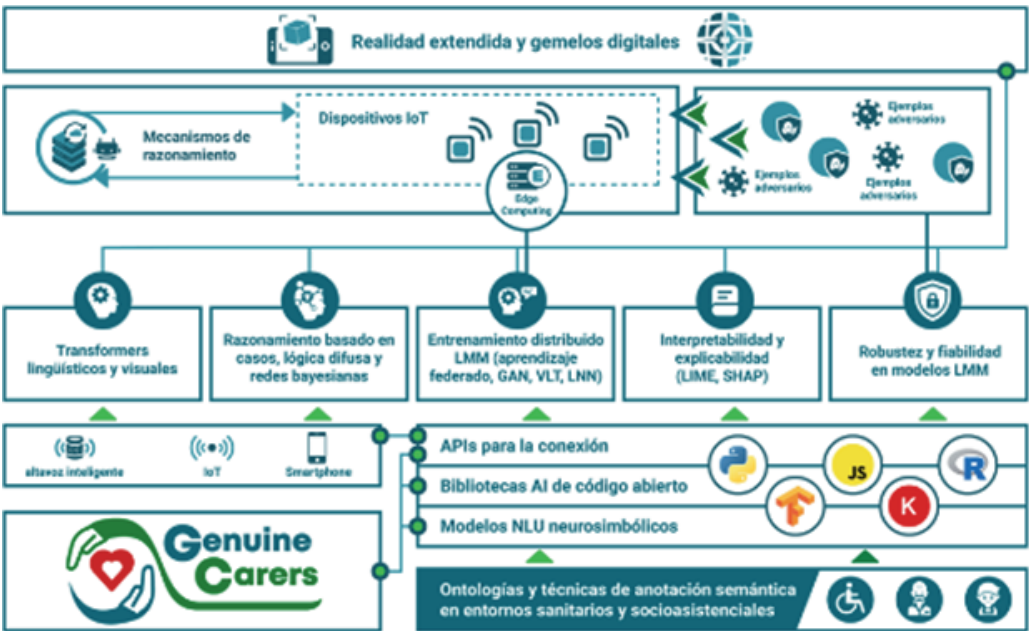 Realidad extendida y gemelos digitales
Mecanismos de
razonamiento
Dispositivos IoT
Edge
Computing
Ejemplos
adversarios
Ejemplos
adversarios
Ejemplos
adversarios
Transformers
lingüísticos y visuales
Razonamiento basado en
casos, lógica difusa y
redes bayesianas
Entrenamiento distribuido
LMM (aprendizaje
federado, GAN, VLT, LNN)
Interpretabilidad y
explicabilidad
(LIME, SHAP)
Robustez y fiabilidad
en modelos LMM
altavoz inteligente
IoT
Smartphone
APIs para la conexión
Bibliotecas AI de código abierto
Modelos NLU neurosimbólicos
JS
R
K
Genuine
Carers
Ontologías y técnicas de anotación semántica
en entornos sanitarios y socioasistenciales